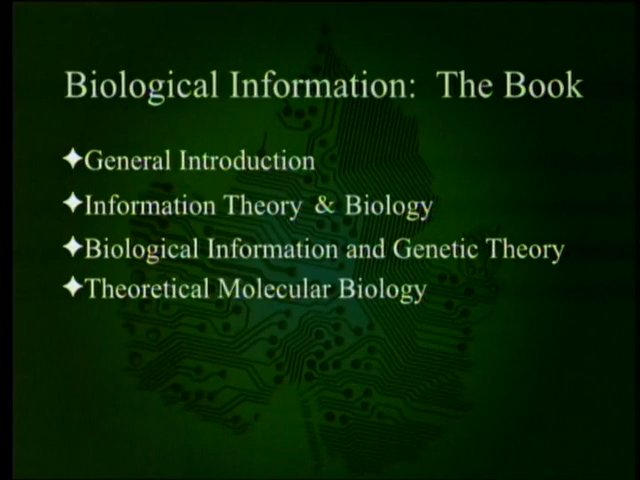 Biological Information: The Book
✦General Introduction
✦Information Theory & Biology
✦Biological Information and Genetic Theory
✦Theoretical Molecular Biology